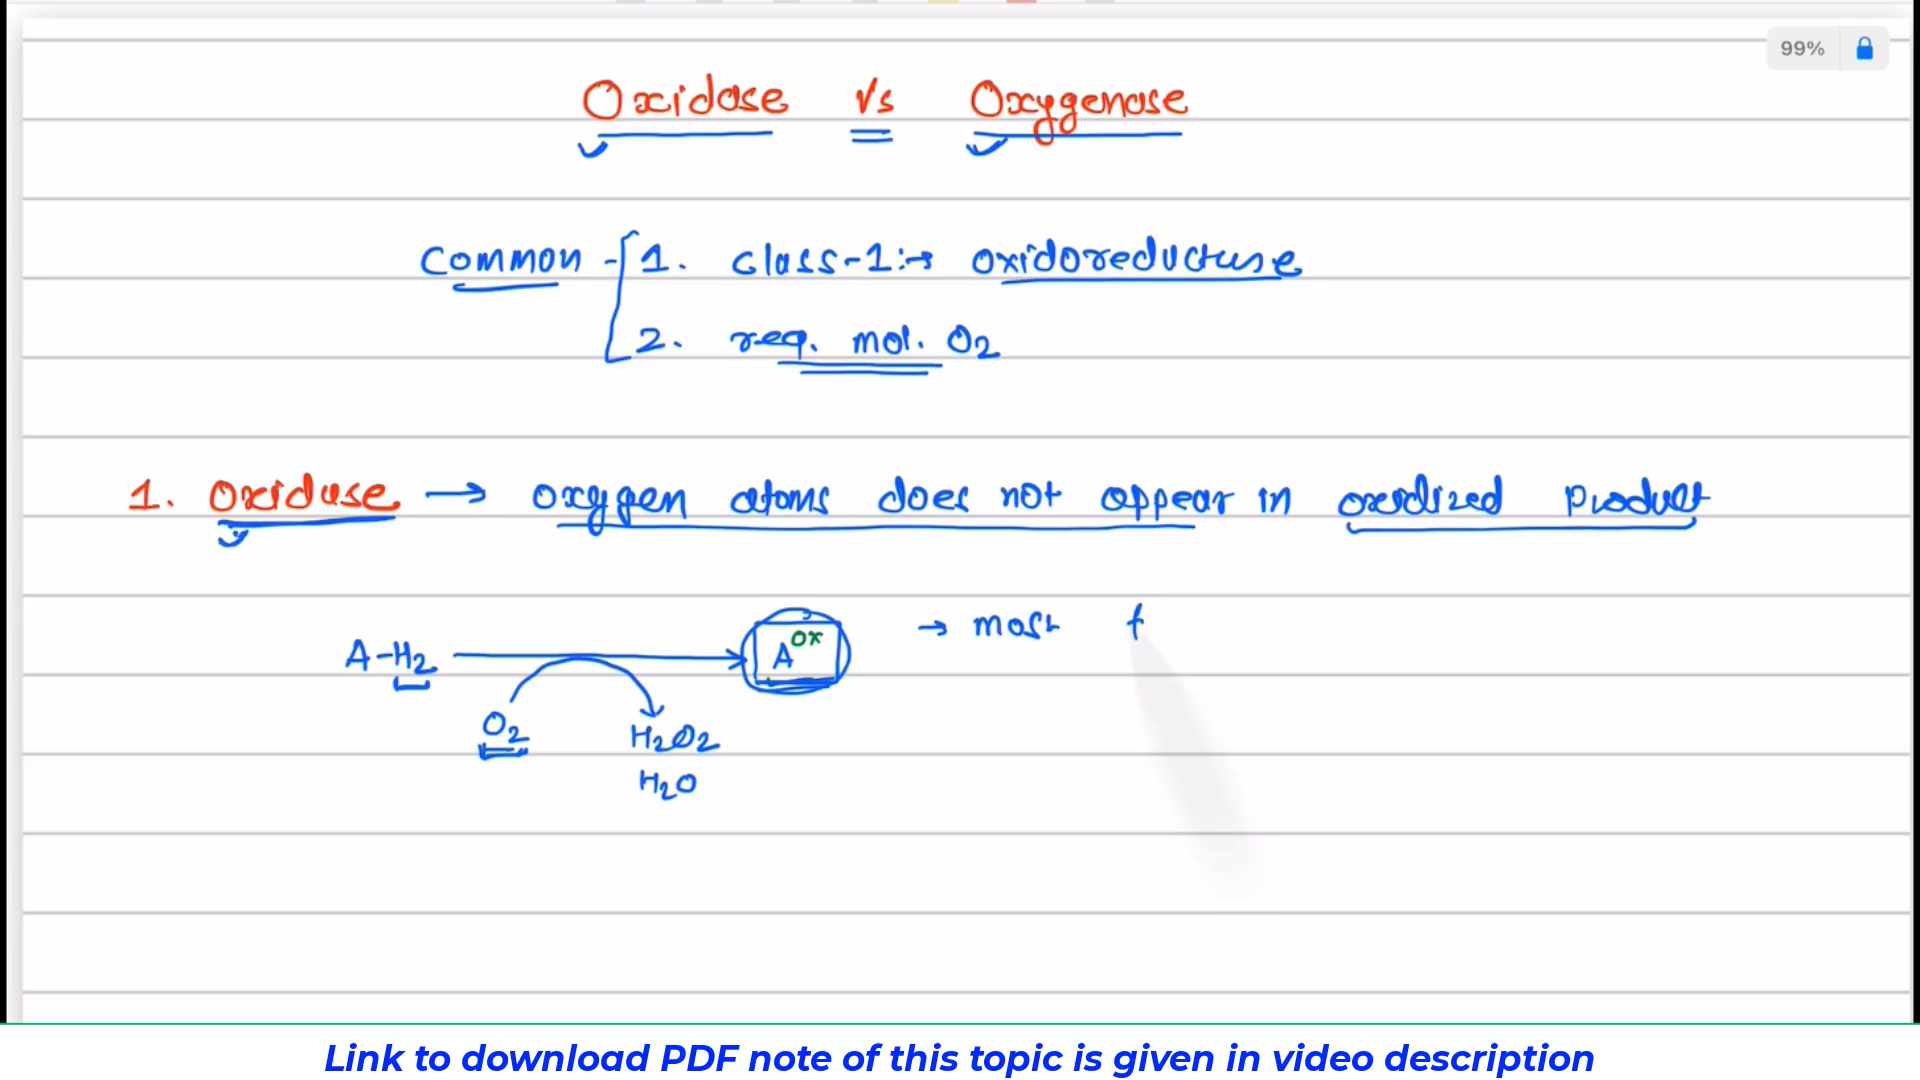 99%
Oxidase Vs Oxygenase
Common - 1. class-1:→ oxidoreductase
2. req. mol. O2
1. Oxidase → oxygen atoms does not appear in oxidized product
A-H2 → A^ox → most f
O2 H2O2
H2O
Link to download PDF note of this topic is given in video description